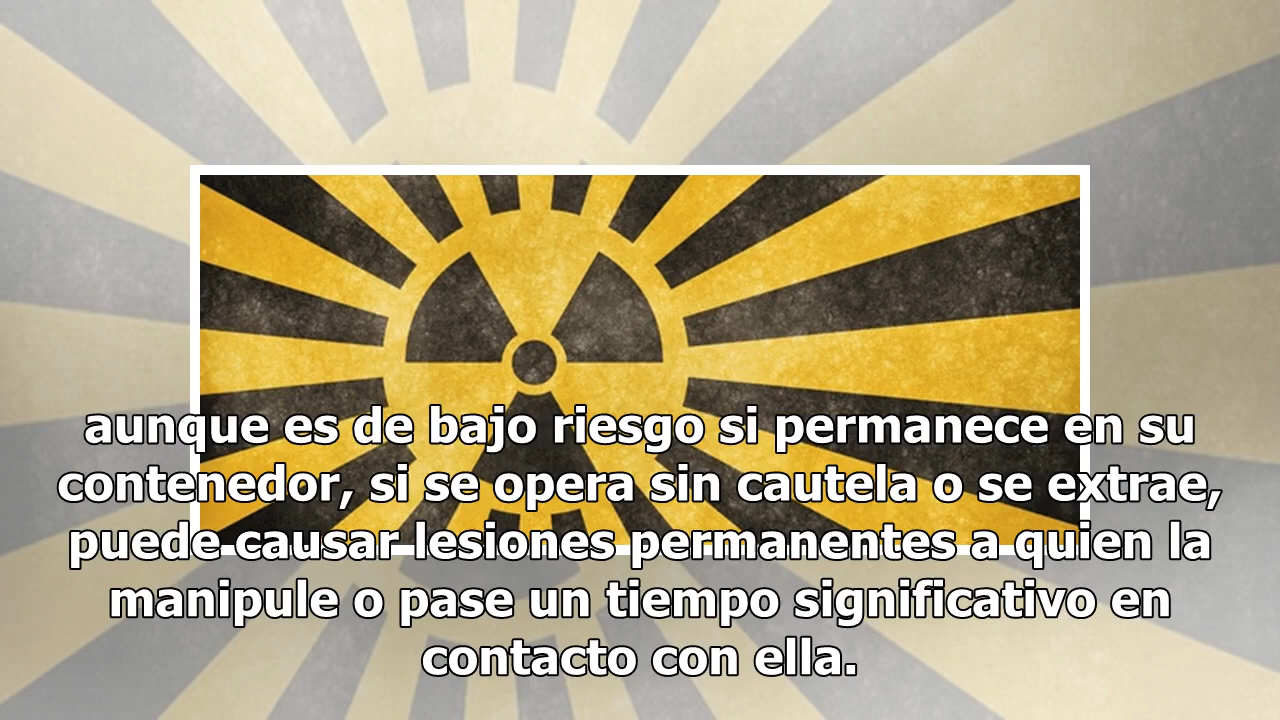 aunque es de bajo riesgo si permanece en su
contenedor, si se opera sin cautela o se extrae,
puede causar lesiones permanentes a quien la
manipule o pase un tiempo significativo en
contacto con ella.